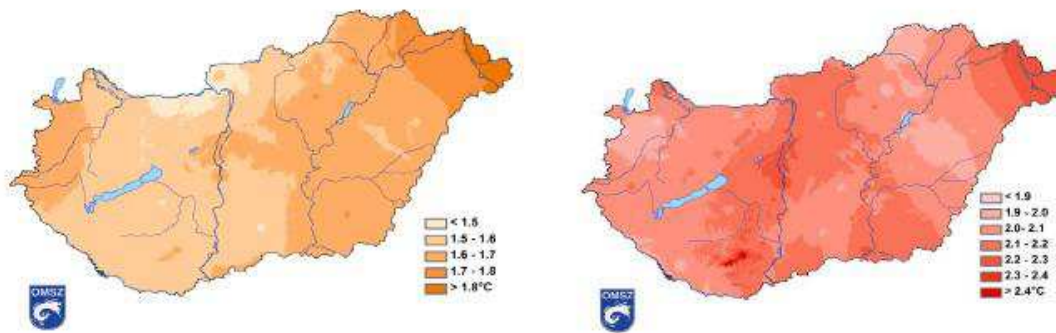 < 1.5
1.5 - 1.6
1.6 - 1.7
1.7 - 1.8
> 1.8°C
OMSZ
< 1.9
1.9 - 2.0
2.0- 2.1
2.1 - 2.2
2.2 - 2.3
2.3 - 2.4
> 2.4°C
OMSZ